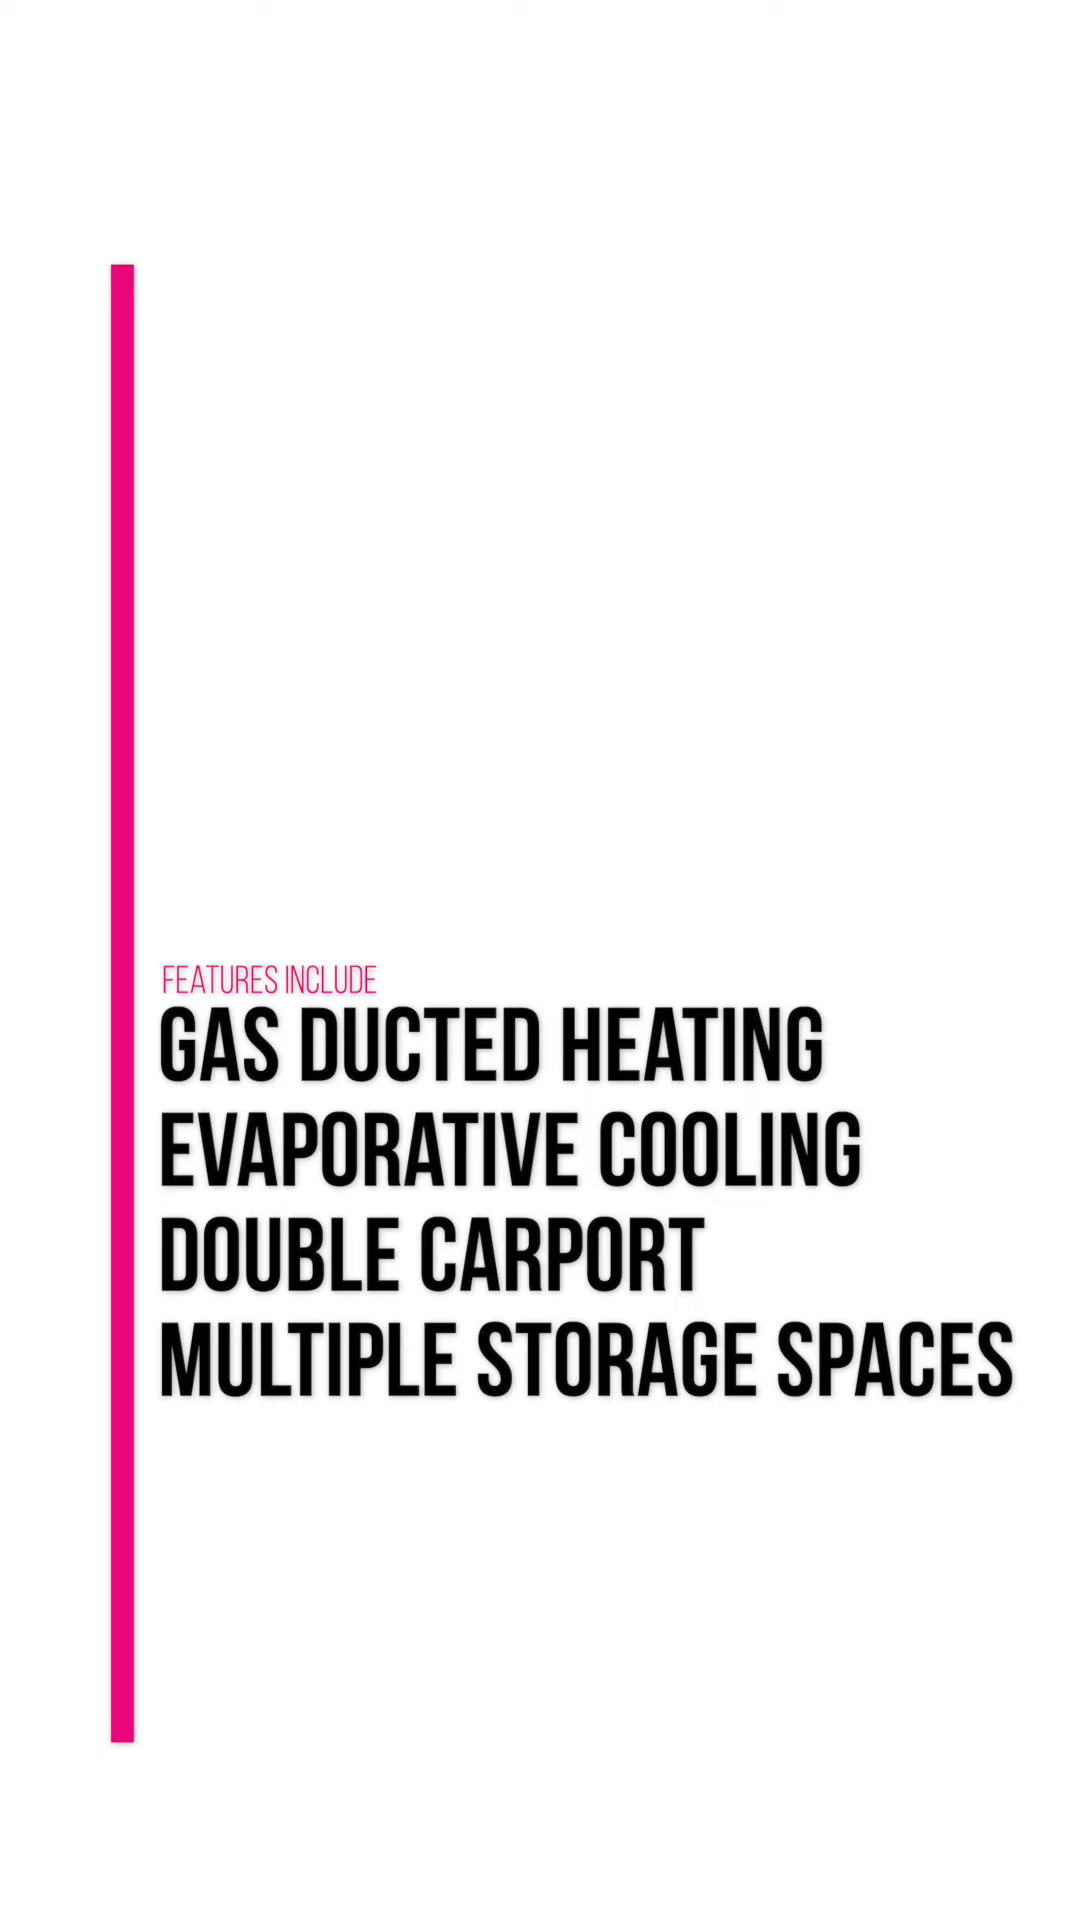 FEATURES INCLUDE
GAS DUCTED HEATING
EVAPORATIVE COOLING
DOUBLE CARPORT
MULTIPLE STORAGE SPACES